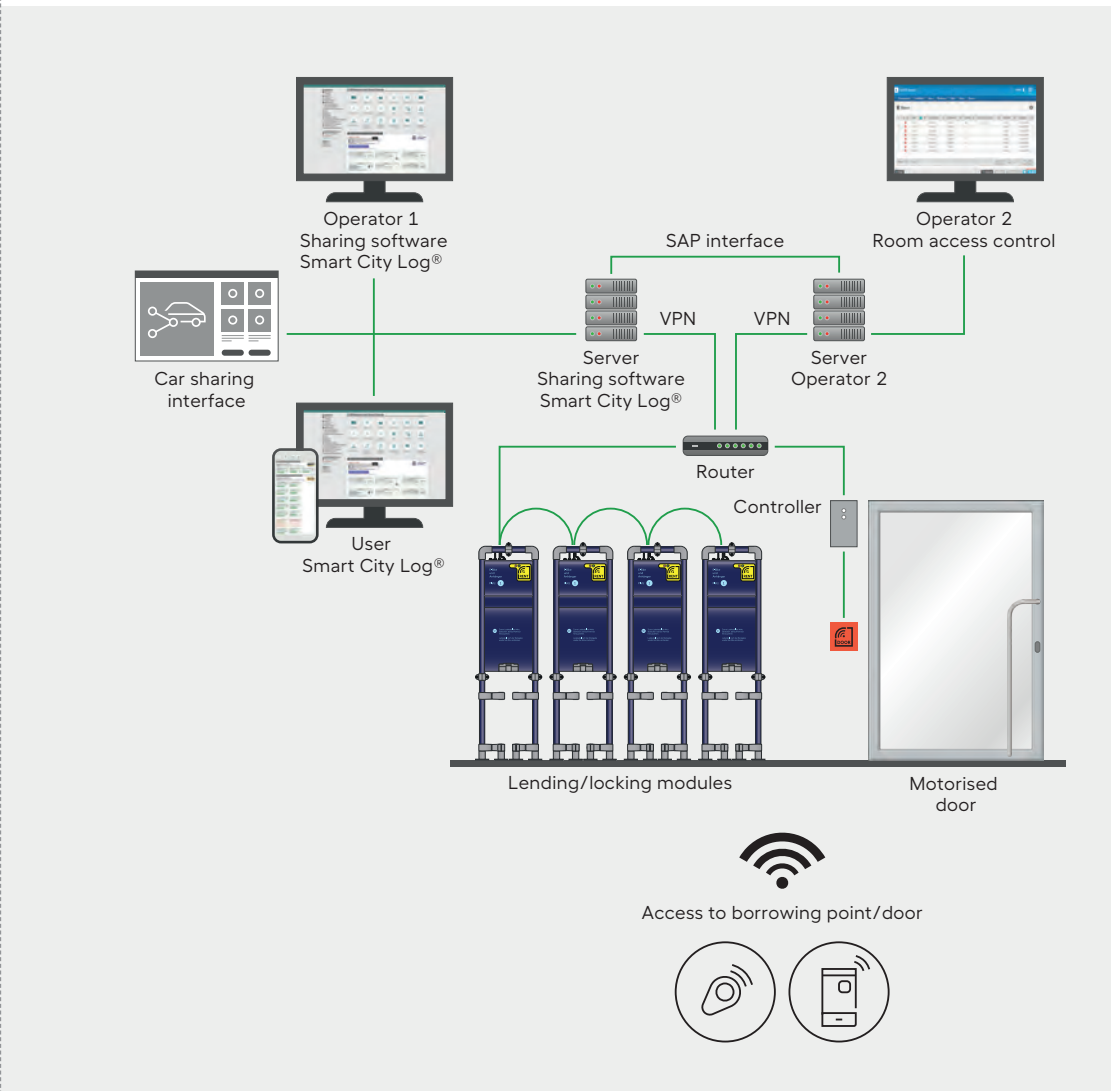 Operator 1
Sharing software
Smart City Log®
Operator 2
Room access control
SAP interface
VPN
VPN
Car sharing
interface
Server
Sharing software
Smart City Log®
Server
Operator 2
Router
Controller
User
Smart City Log®
DOOR
Lending/locking modules
Motorised
door
Access to borrowing point/door